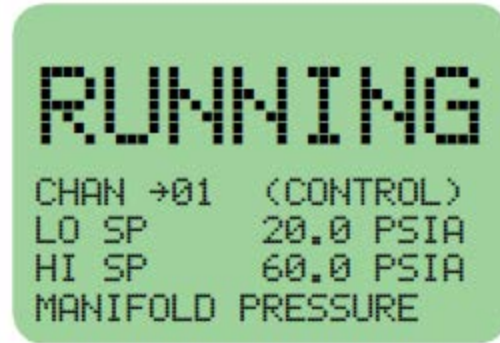 RUNNING
CHAN →01 (CONTROL)
LO SP 20.0 PSIA
HI SP 60.0 PSIA
MANIFOLD PRESSURE